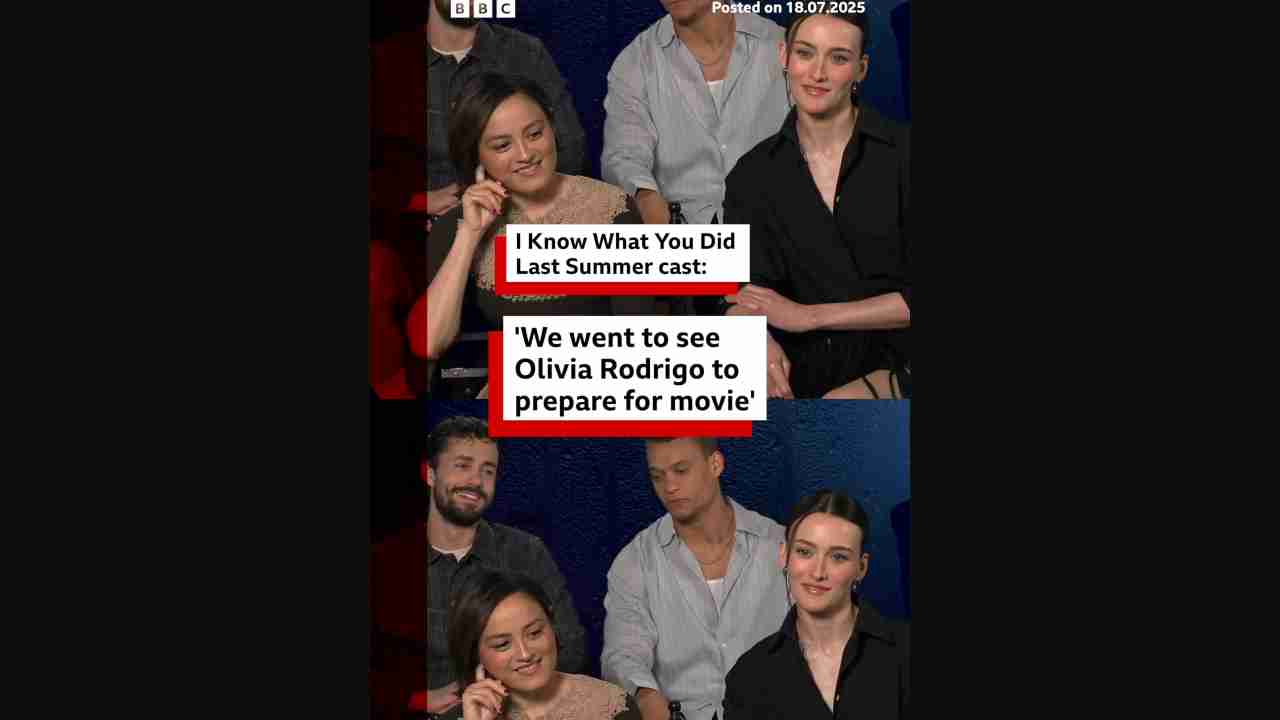 BBC
Posted on 18.07.2025
I Know What You Did
Last Summer cast:
'We went to see
Olivia Rodrigo to
prepare for movie'